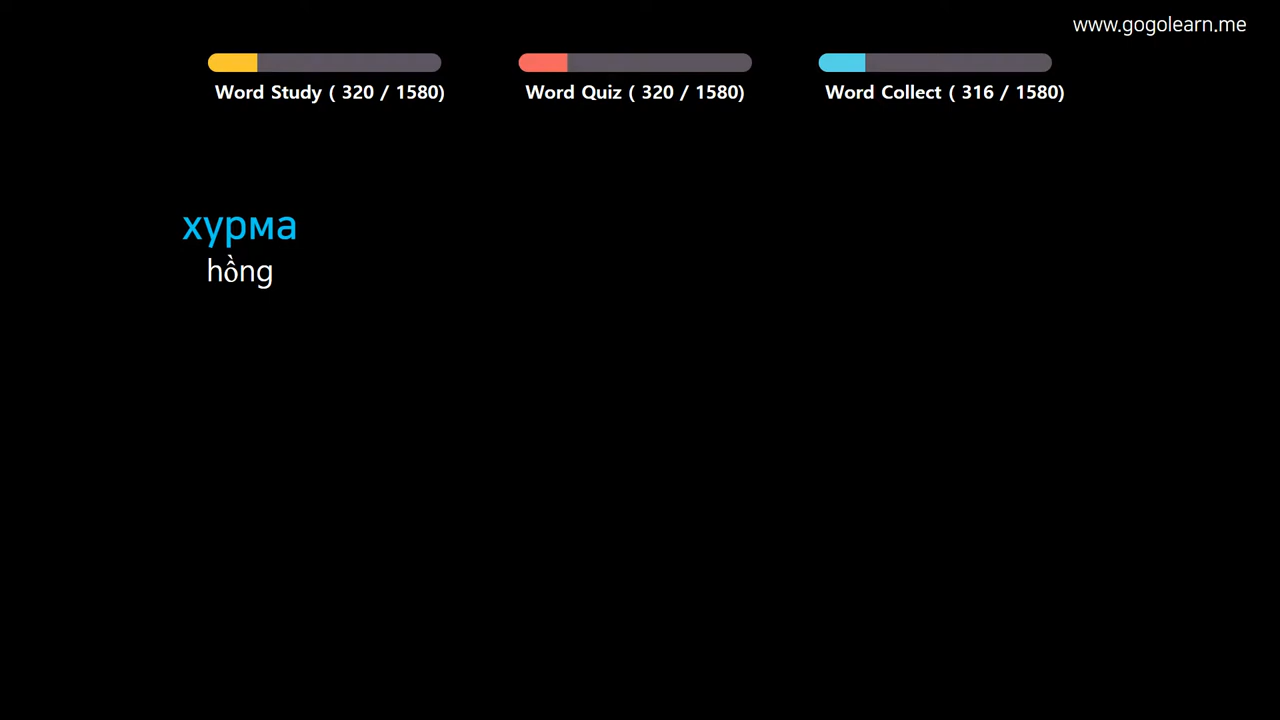 www.gogolearn.me
Word Study ( 320 / 1580)
Word Quiz ( 320 / 1580)
Word Collect ( 316 / 1580)
хурма
hồng